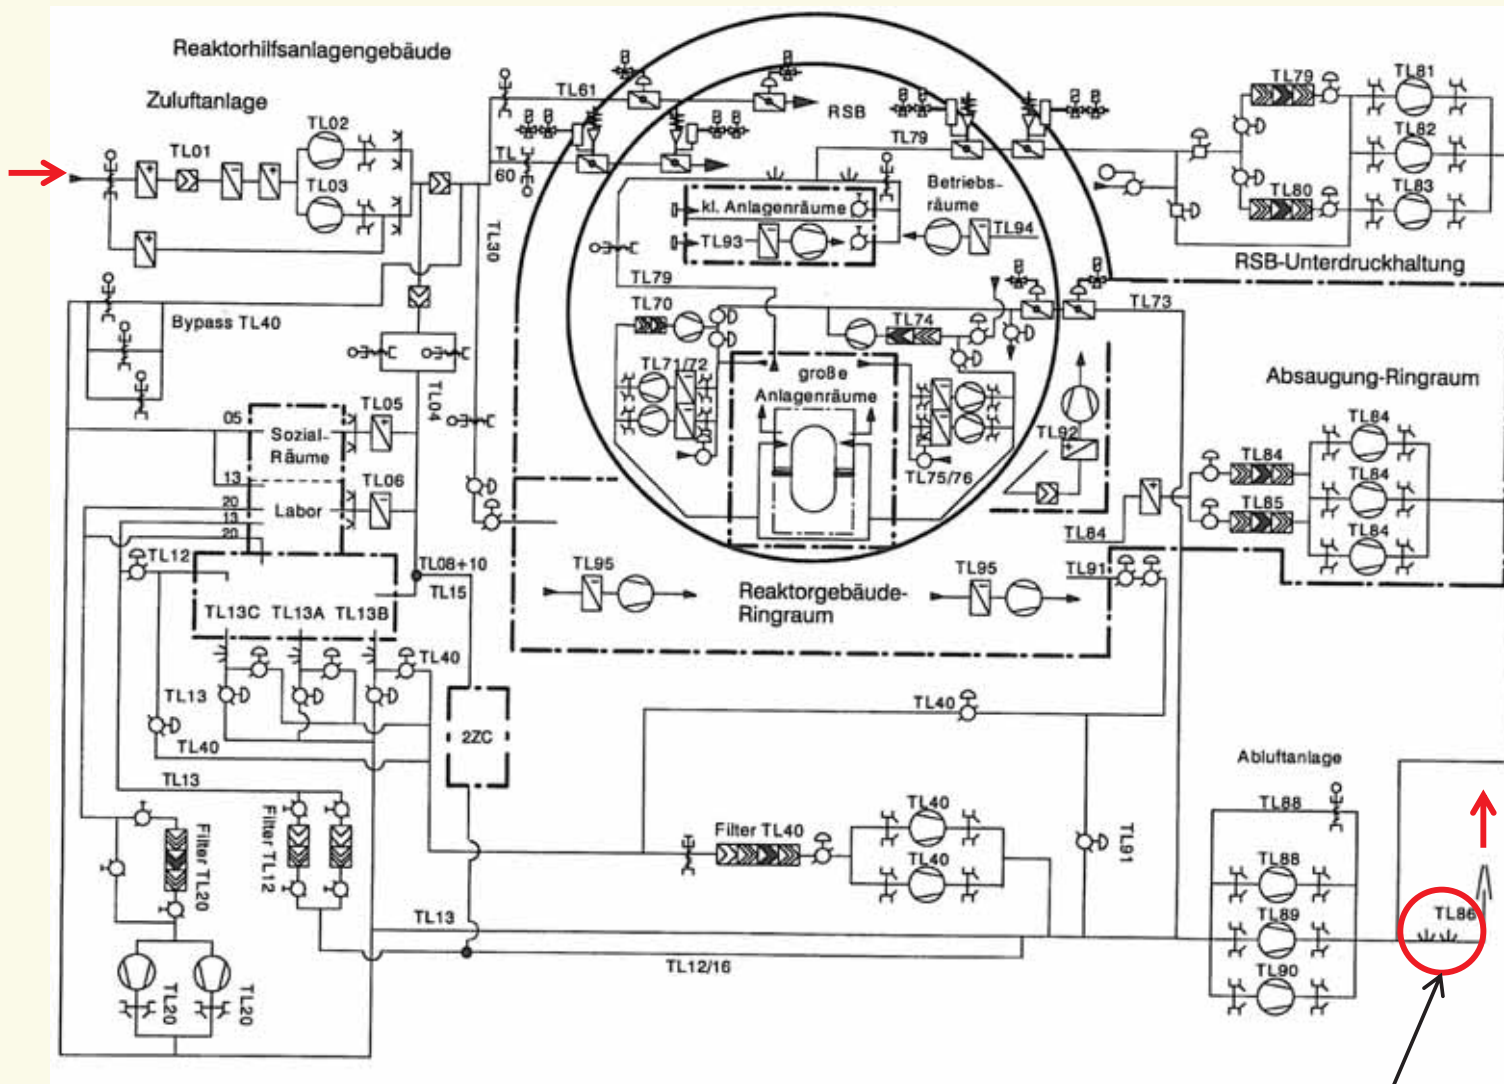 Reaktorhilfsanlagengebäude
Zuluftanlage
TL02
TL01
TL03
TL61
TL
60
RSB
TL79
kl. Anlagenräume
TL93
Betriebs-
räume
TL94
TL79
TL81
TL82
TL80
TL83
RSB-Unterdruckhaltung
TL30
Bypass TL40
TL04
TL79
TL70
TL74
TL73
TL71/72
große
Anlagenräume
TL75/76
TL92
Absaugung-Ringraum
TL84
TL84
TL84
TL85
TL84
TL84
TL91
05
Sozial-
Räume
TL05
13
20
13
20
Labor
TL06
TL12
TL08+10
TL15
TL13C
TL13A
TL13B
TL95
TL95
Reaktorgebäude-
Ringraum
TL40
TL13
TL40
2ZC
TL40
TL13
Filter TL20
Filter TL12
Filter TL40
TL40
TL40
TL91
Abluftanlage
TL88
TL88
TL89
TL90
TL86
TL13
TL12/16
TL20
TL20